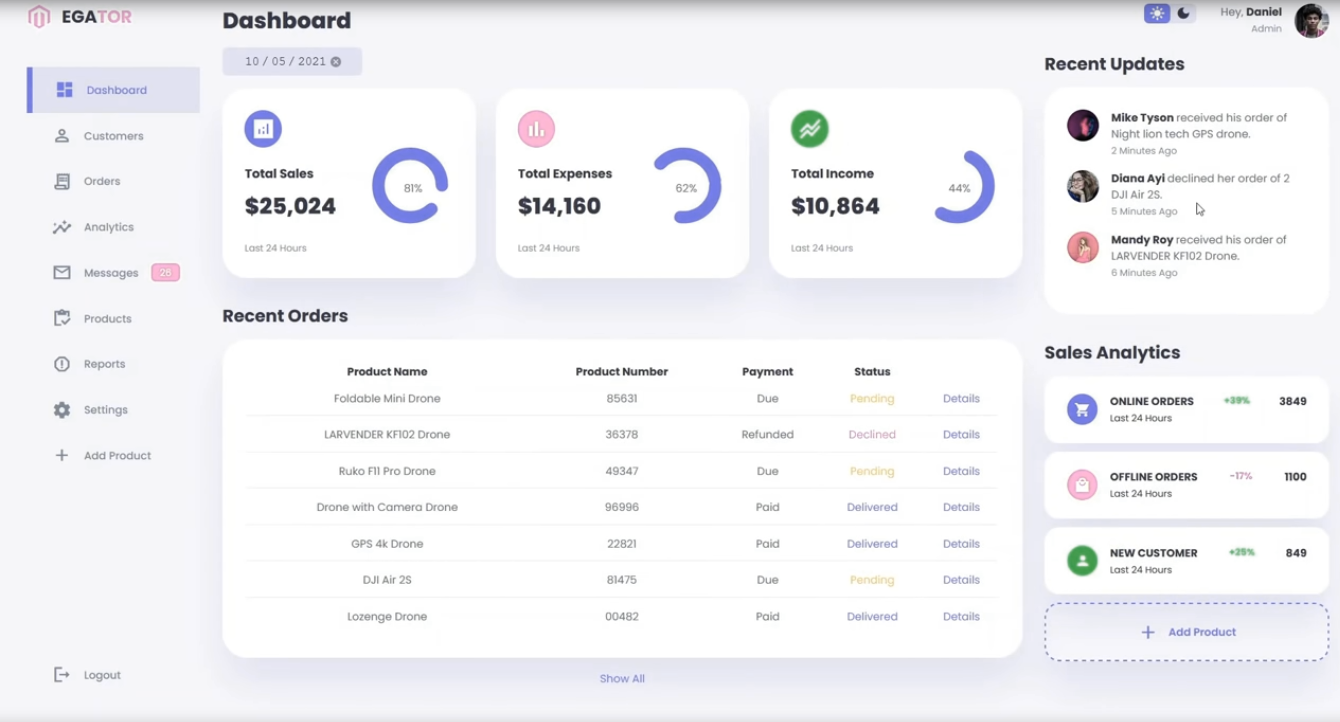 EGATOR
Dashboard
Customers
Orders
Analytics
Messages 26
Products
Reports
Settings
Add Product
Logout
Dashboard
10 / 05 / 2021
Total Sales
$25,024
81%
Last 24 Hours
Total Expenses
$14,160
62%
Last 24 Hours
Total Income
$10,864
44%
Last 24 Hours
Recent Orders
Product Name Product Number Payment Status
Foldable Mini Drone 85631 Due Pending Details
LARVENDER KF102 Drone 36378 Refunded Declined Details
Ruko F11 Pro Drone 49347 Due Pending Details
Drone with Camera Drone 96996 Paid Delivered Details
GPS 4k Drone 22821 Paid Delivered Details
DJI Air 2S 81475 Due Pending Details
Lozenge Drone 00482 Paid Delivered Details
Show All
Hey, Daniel
Admin
Recent Updates
Mike Tyson received his order of
Night lion tech GPS drone.
2 Minutes Ago
Diana Ayi declined her order of 2
DJI Air 2S.
5 Minutes Ago
Mandy Roy received his order of
LARVENDER KF102 Drone.
6 Minutes Ago
Sales Analytics
ONLINE ORDERS +39% 3849
Last 24 Hours
OFFLINE ORDERS -17% 1100
Last 24 Hours
NEW CUSTOMER +25% 849
Last 24 Hours
Add Product